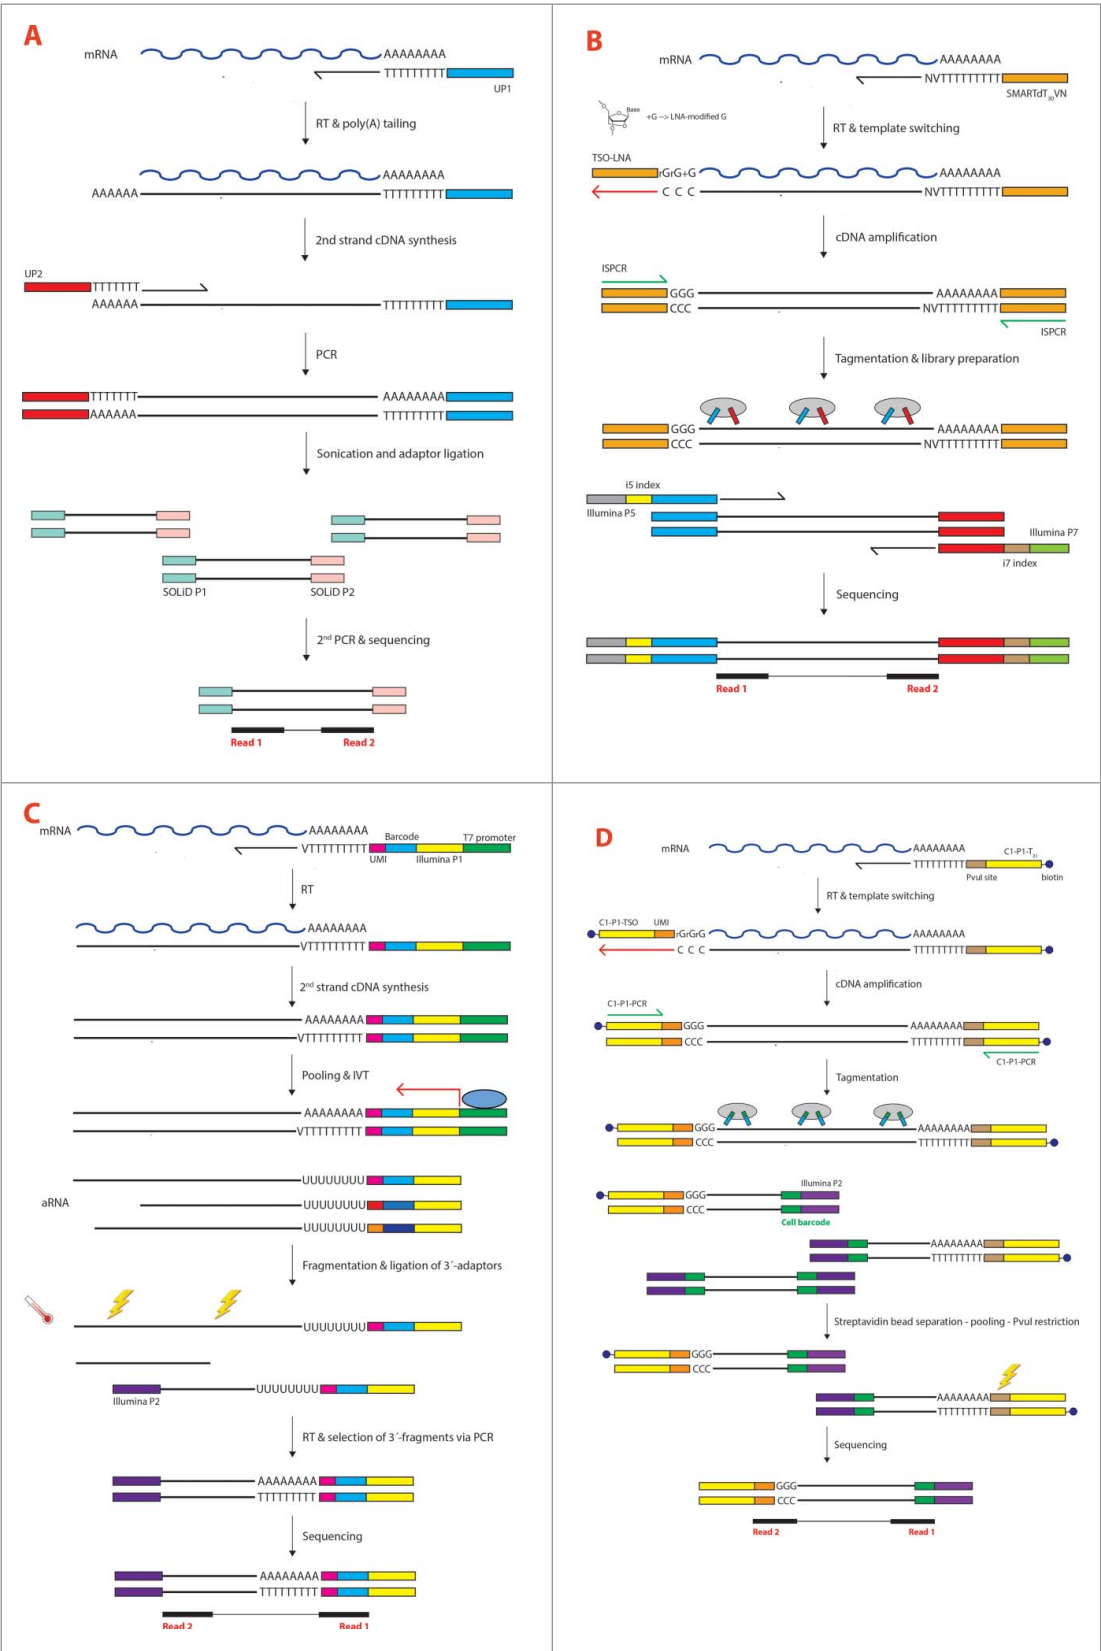 A
mRNA
AAAAAAAA
TTTTTTTTT
UP1
RT & poly(A) tailing
AAAAAAAA
AAAAAA
TTTTTTTTT
2nd strand cDNA synthesis
UP2
TTTTTTT
AAAAAA
TTTTTTTTT
PCR
TTTTTTT
AAAAAAAAA
AAAAAA
TTTTTTTTT
Sonication and adaptor ligation
SOLiD P1
SOLiD P2
2nd PCR & sequencing
Read 1
Read 2
B
mRNA
AAAAAAAA
NVTTTTTTTTT
SMARTdT30VN
Base
+G --> LNA-modified G
RT & template switching
TSO-LNA
rGrG+G
AAAAAAAA
C C C
NVTTTTTTTTT
cDNA amplification
ISPCR
GGG
AAAAAAAA
CCC
NVTTTTTTTTT
ISPCR
Tagmentation & library preparation
GGG
AAAAAAAA
CCC
NVTTTTTTTTT
i5 index
Illumina P5
Illumina P7
i7 index
Sequencing
Read 1
Read 2
C
mRNA
AAAAAAAA
Barcode
T7 promoter
VTTTTTTTTT
UMI
Illumina P1
RT
AAAAAAAA
VTTTTTTTTT
2nd strand cDNA synthesis
AAAAAAAA
VTTTTTTTTT
Pooling & IVT
AAAAAAAA
VTTTTTTTTT
UUUUUUUU
aRNA
UUUUUUUU
UUUUUUUU
Fragmentation & ligation of 3´-adaptors
UUUUUUUU
UUUUUUUU
Illumina P2
RT & selection of 3´-fragments via PCR
AAAAAAAA
TTTTTTTTT
Sequencing
AAAAAAAA
TTTTTTTTT
Read 2
Read 1
D
mRNA
AAAAAAAA
C1-P1-T31
TTTTTTTTT
PvuI site
biotin
RT & template switching
C1-P1-TSO
UMI
rGrGrG
AAAAAAAA
C C C
TTTTTTTTT
cDNA amplification
C1-P1-PCR
GGG
AAAAAAAA
CCC
TTTTTTTTT
C1-P1-PCR
Tagmentation
GGG
AAAAAAAA
CCC
TTTTTTTTT
Illumina P2
GGG
CCC
Cell barcode
AAAAAAAA
TTTTTTTTT
Streptavidin bead separation - pooling - PvuI restriction
GGG
CCC
AAAAAAAA
TTTTTTTTT
Sequencing
GGG
CCC
Read 2
Read 1